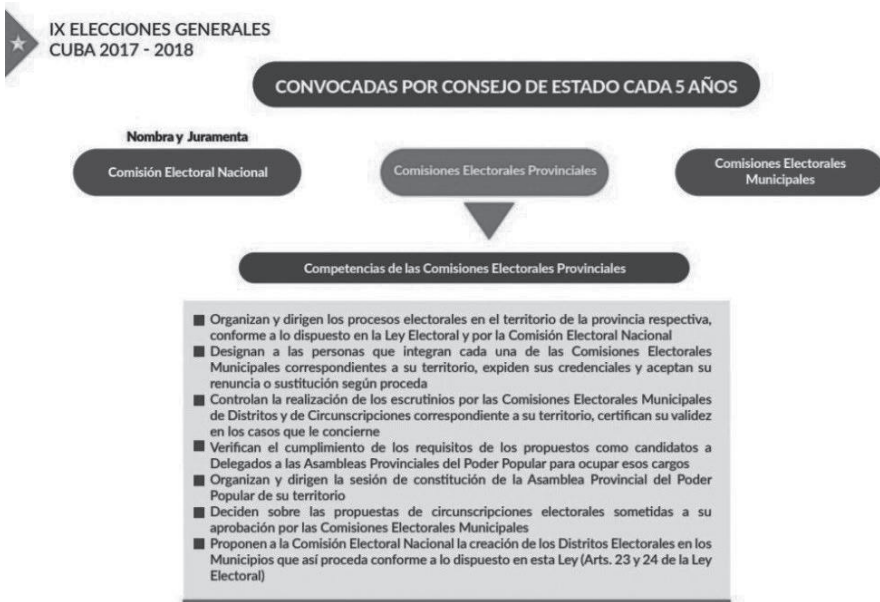 IX ELECCIONES GENERALES
CUBA 2017 - 2018
CONVOCADAS POR CONSEJO DE ESTADO CADA 5 AÑOS
Nombra y Juramenta
Comisión Electoral Nacional
Comisiones Electorales Provinciales
Comisiones Electorales
Municipales
Competencias de las Comisiones Electorales Provinciales
■ Organizan y dirigen los procesos electorales en el territorio de la provincia respectiva,
conforme a lo dispuesto en la Ley Electoral y por la Comisión Electoral Nacional
■ Designan a las personas que integran cada una de las Comisiones Electorales
Municipales correspondientes a su territorio, expiden sus credenciales y aceptan su
renuncia o sustitución según proceda
■ Controlan la realización de los escrutinios por las Comisiones Electorales Municipales
de Distritos y de Circunscripciones correspondiente a su territorio, certifican su validez
en los casos que le concierne
■ Verifican el cumplimiento de los requisitos de los propuestos como candidatos a
Delegados a las Asambleas Provinciales del Poder Popular para ocupar esos cargos
■ Organizan y dirigen la sesión de constitución de la Asamblea Provincial del Poder
Popular de su territorio
■ Deciden sobre las propuestas de circunscripciones electorales sometidas a su
aprobación por las Comisiones Electorales Municipales
■ Proponen a la Comisión Electoral Nacional la creación de los Distritos Electorales en los
Municipios que así proceda conforme a lo dispuesto en esta Ley (Arts. 23 y 24 de la Ley
Electoral)